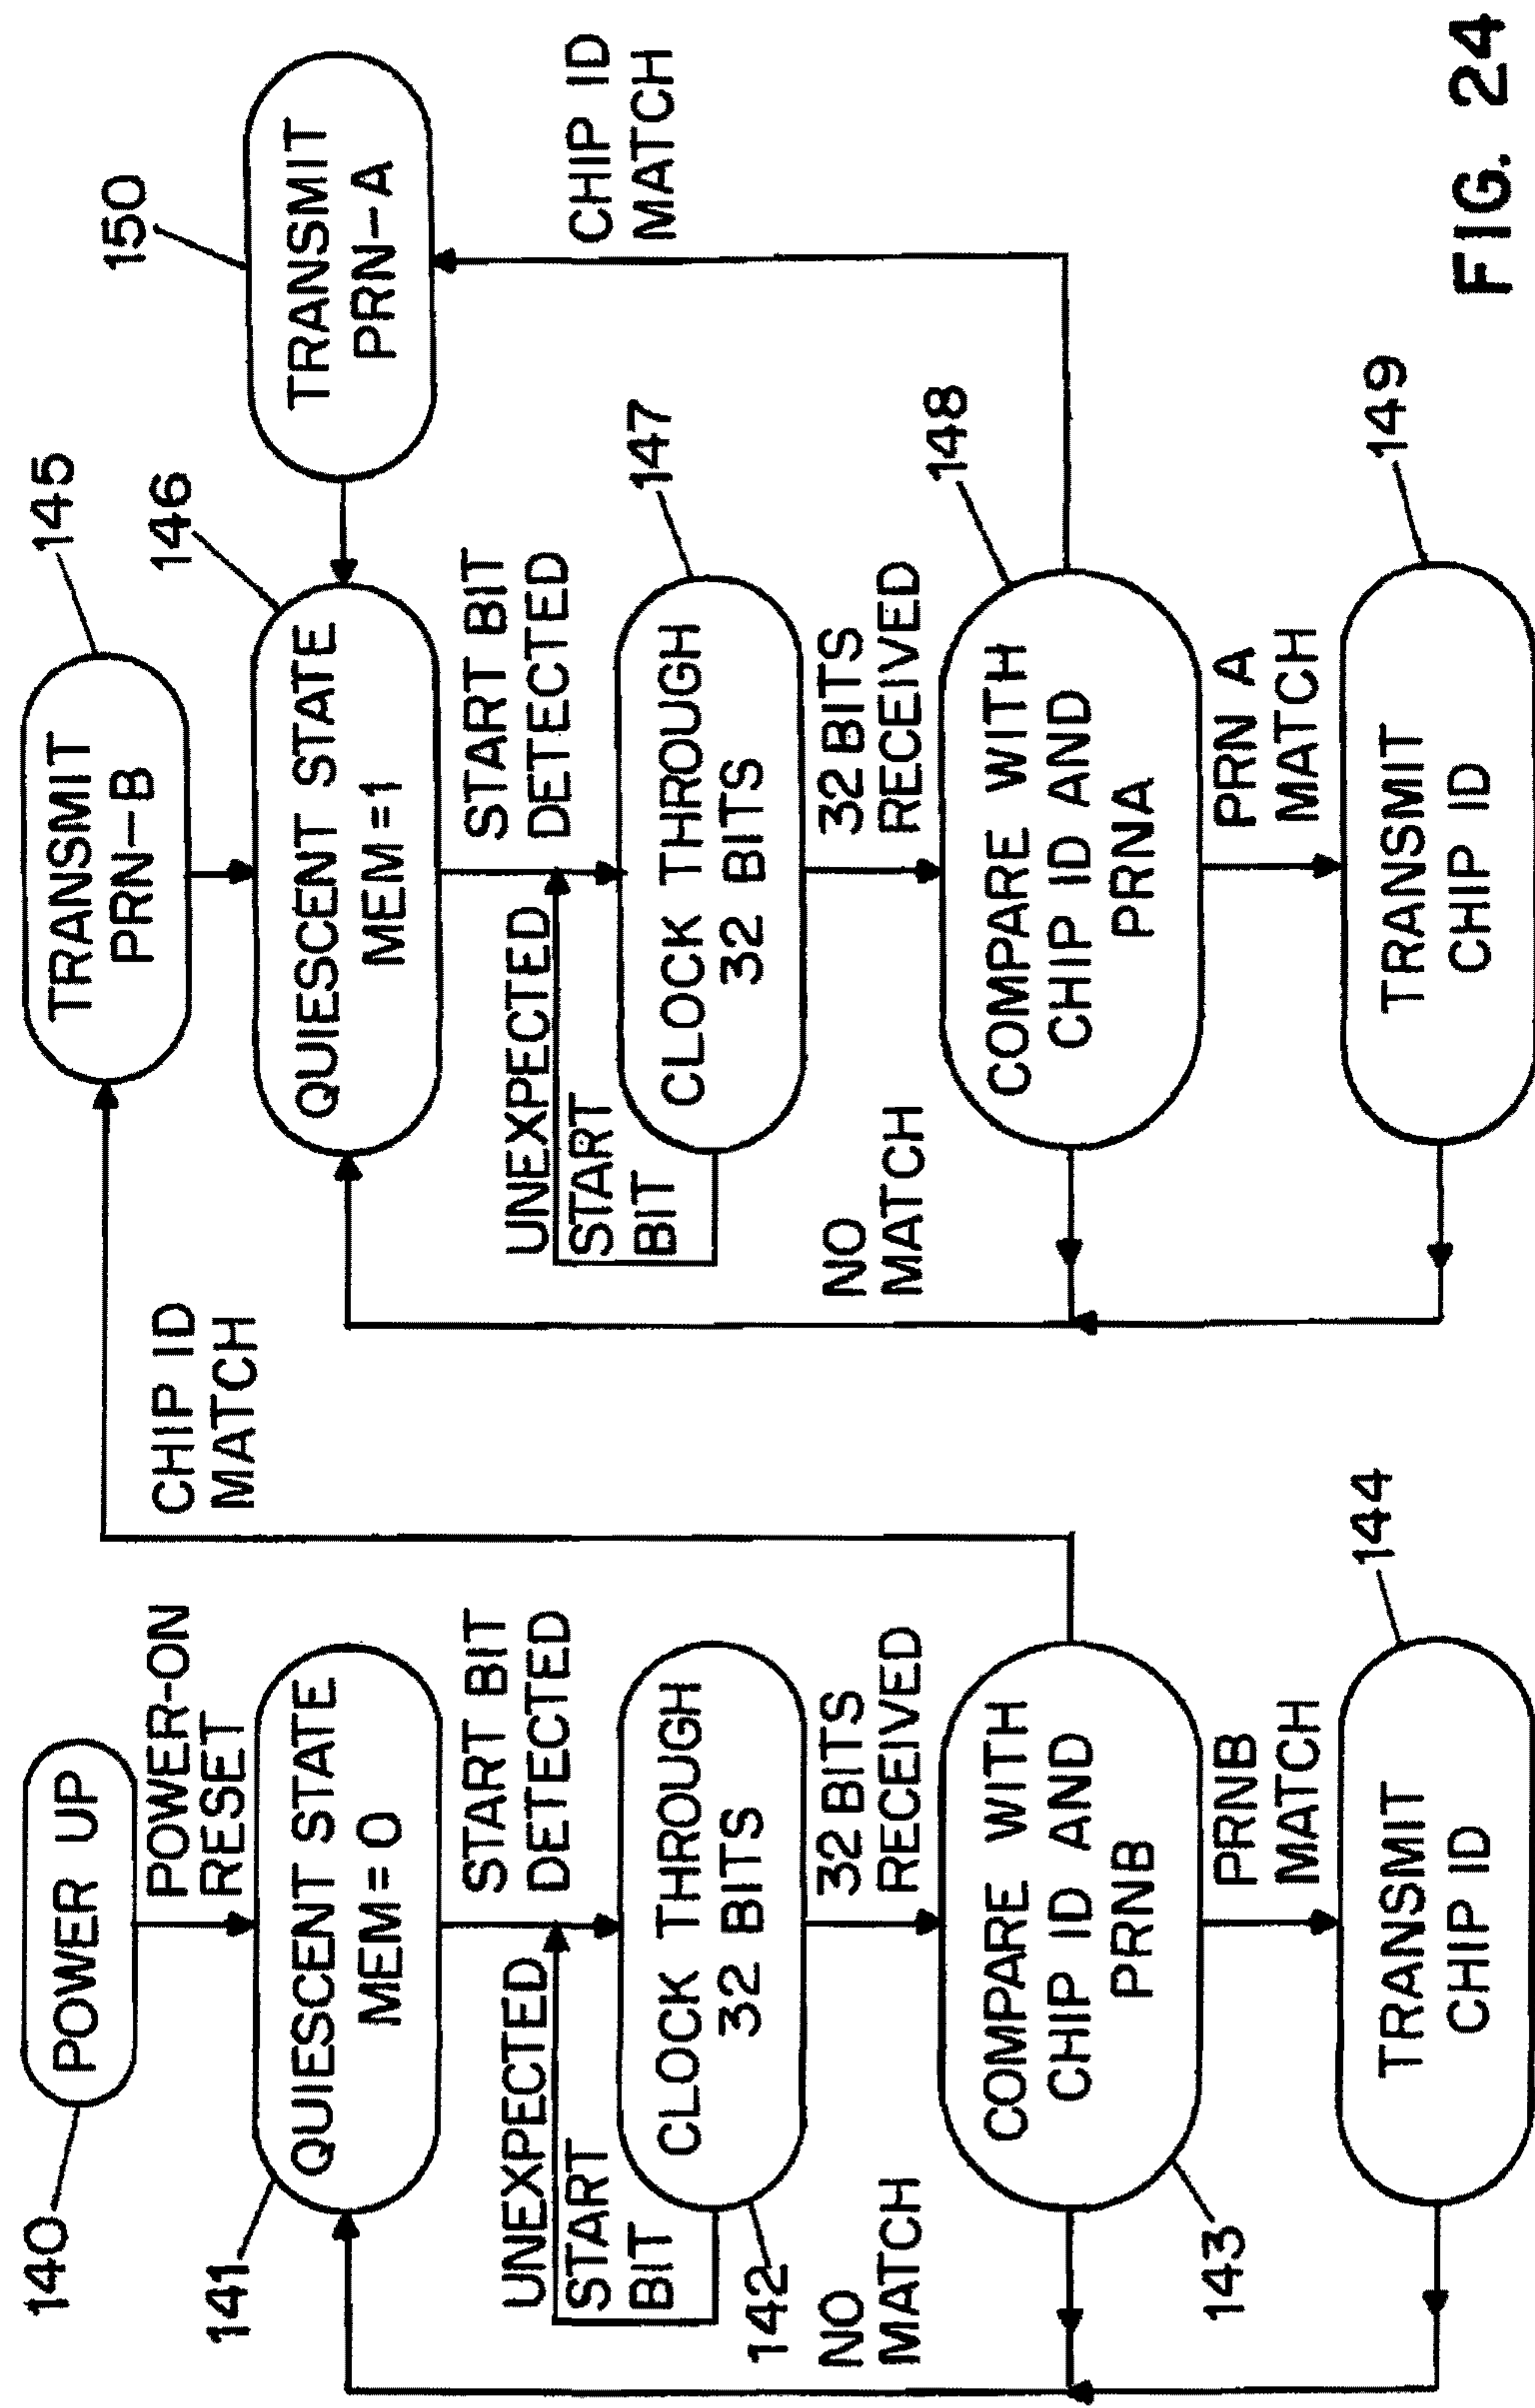 140
POWER UP
POWER-ON
RESET
141
QUIESCENT STATE
MEM = 0
START BIT
DETECTED
UNEXPECTED
START
BIT
CLOCK THROUGH
32 BITS
142
32 BITS
RECEIVED
NO
MATCH
COMPARE WITH
CHIP ID AND
PRNB
143
PRNB
MATCH
TRANSMIT
CHIP ID
144
CHIP ID
MATCH
TRANSMIT
PRN-B
145
146
QUIESCENT STATE
MEM = 1
START BIT
DETECTED
UNEXPECTED
START
BIT
CLOCK THROUGH
32 BITS
147
32 BITS
RECEIVED
NO
MATCH
COMPARE WITH
CHIP ID AND
PRNA
148
PRN A
MATCH
TRANSMIT
CHIP ID
149
150
TRANSMIT
PRN-A
CHIP ID
MATCH
FIG. 24